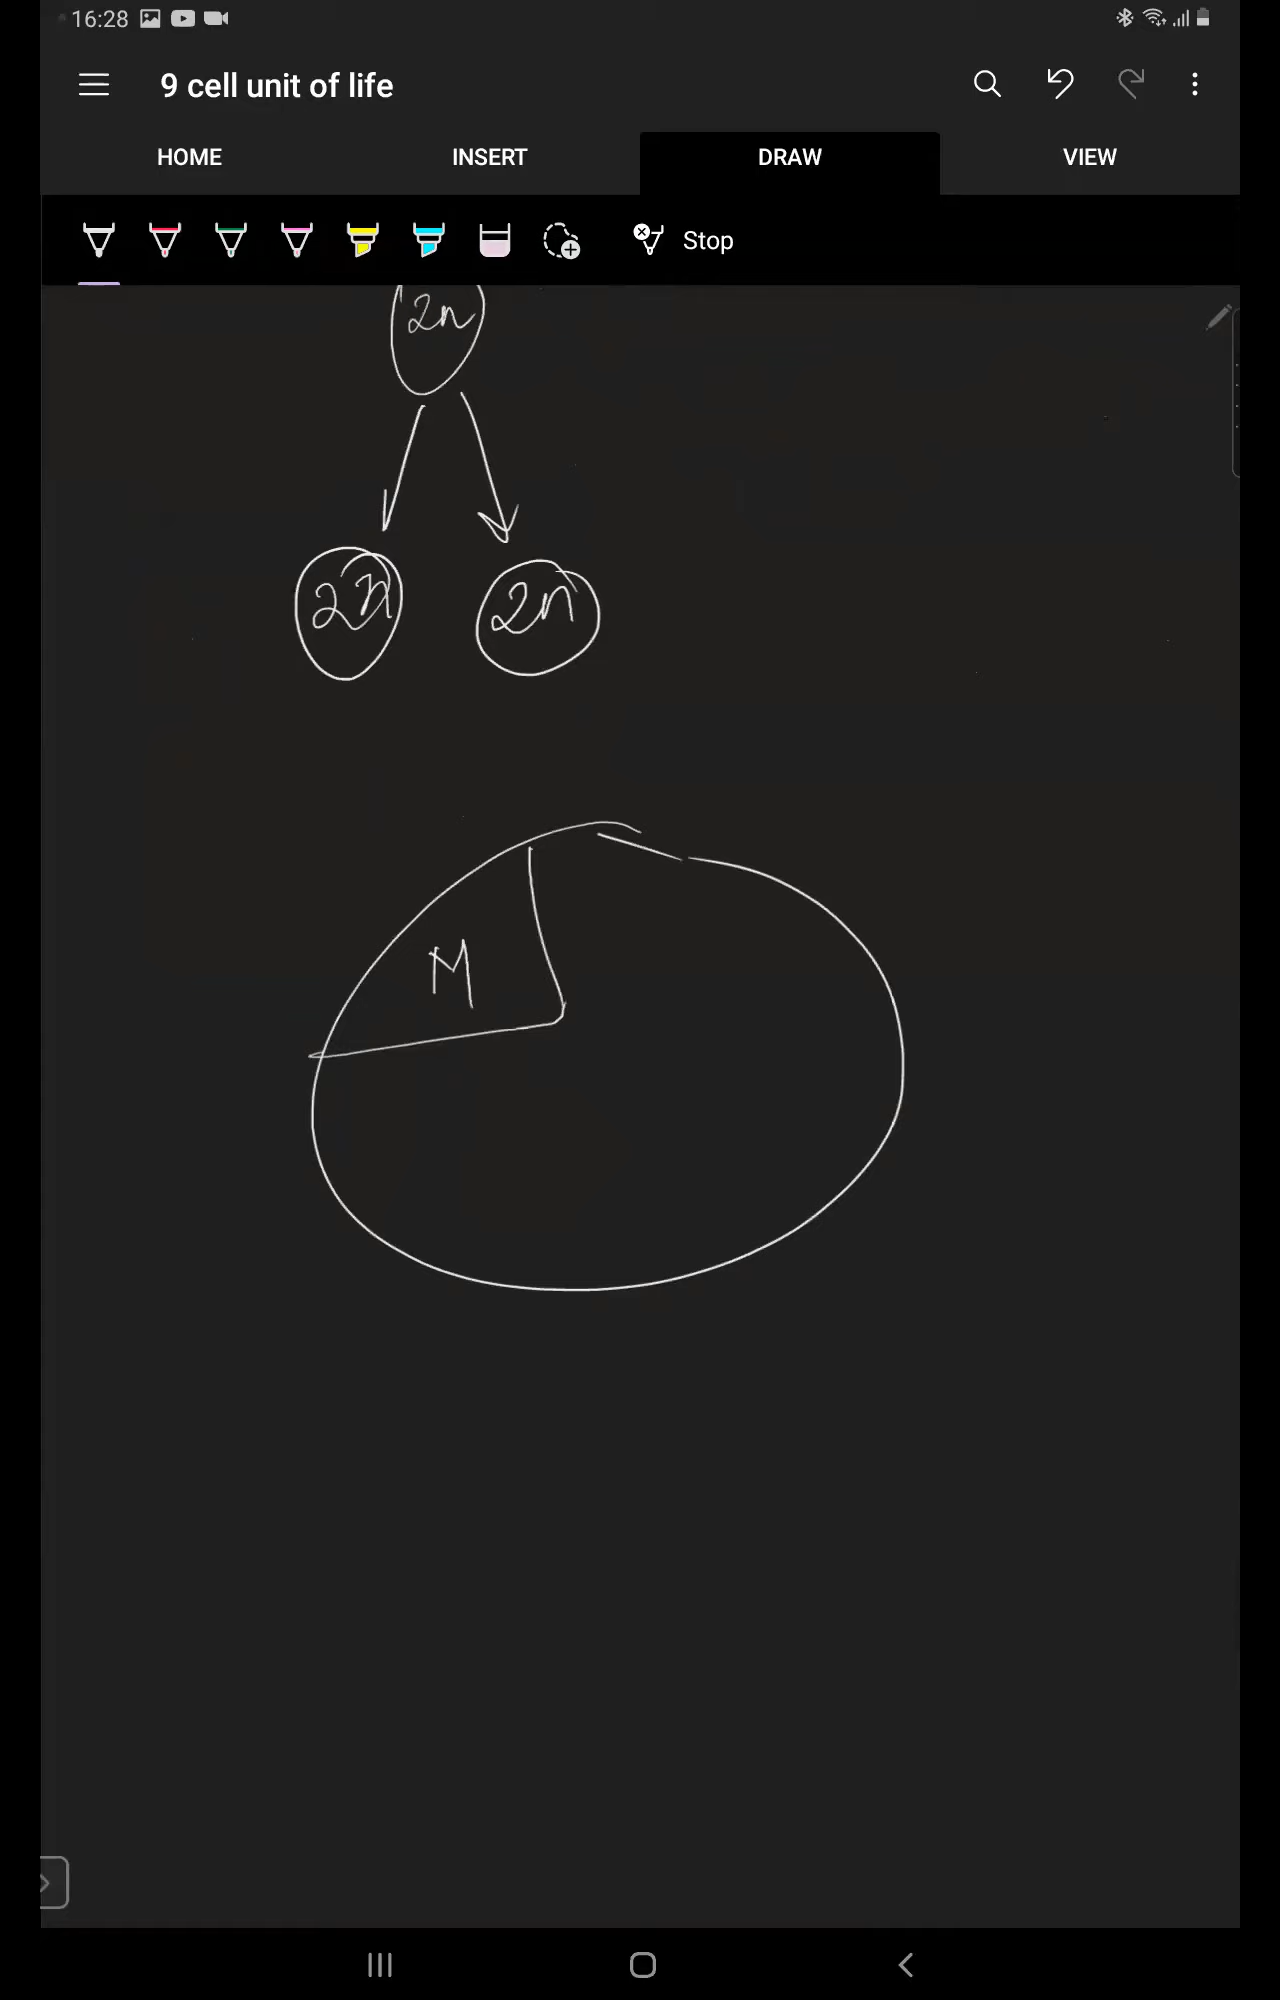 16:28
9 cell unit of life
HOME INSERT DRAW VIEW
Stop
2n
2n 2n
M